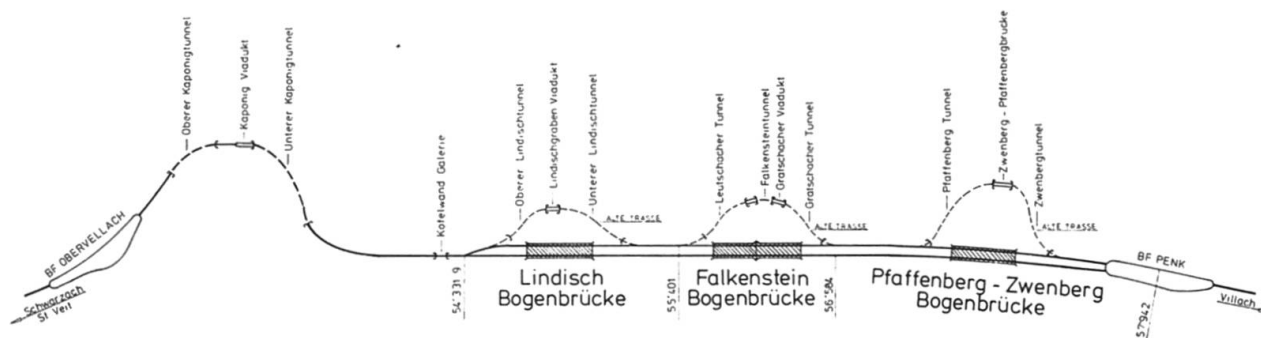 Oberer Kaponigtunnel
Kaponig Viadukt
Unterer Kaponigtunnel
BF OBERVELLACH
Schwarzach
St Veit
Kofelwand Galerie
54'331 9
Oberer Lindischtunnel
Lindischgraben Viadukt
Unterer Lindischtunnel
ALTE TRASSE
Lindisch
Bogenbrücke
55'401
Leutschacher Tunnel
Falkensteintunnel
Gratschacher Viadukt
Gratschacher Tunnel
ALTE TRASSE
Falkenstein
Bogenbrücke
56'584
Pfaffenberg Tunnel
Zwenberg - Pfaffenbergbrücke
Zwenbergtunnel
ALTE TRASSE
Pfaffenberg - Zwenberg
Bogenbrücke
BF PENK
57'942
Villach